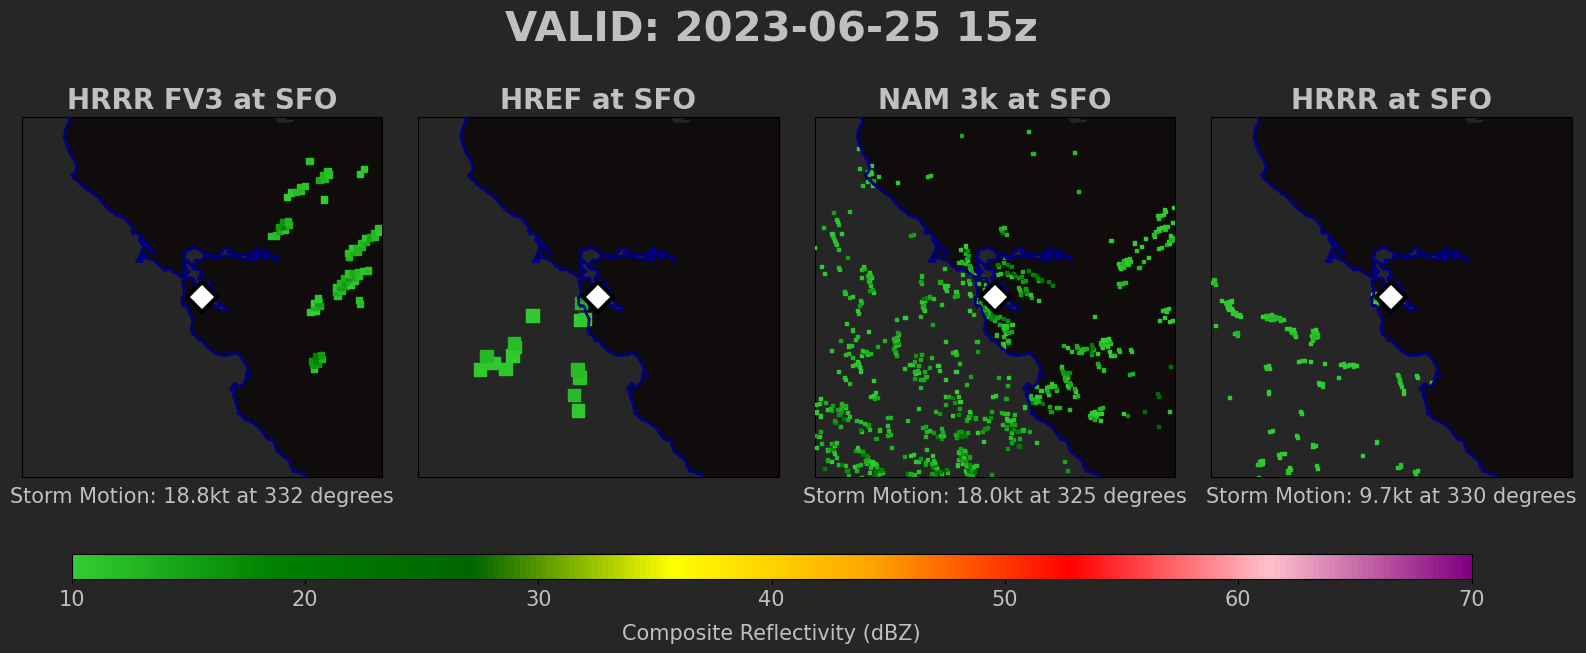 VALID: 2023-06-25 15z
HRRR FV3 at SFO
HREF at SFO
NAM 3k at SFO
HRRR at SFO
Storm Motion: 18.8kt at 332 degrees
Storm Motion: 18.0kt at 325 degrees
Storm Motion: 9.7kt at 330 degrees
10 20 30 40 50 60 70
Composite Reflectivity (dBZ)